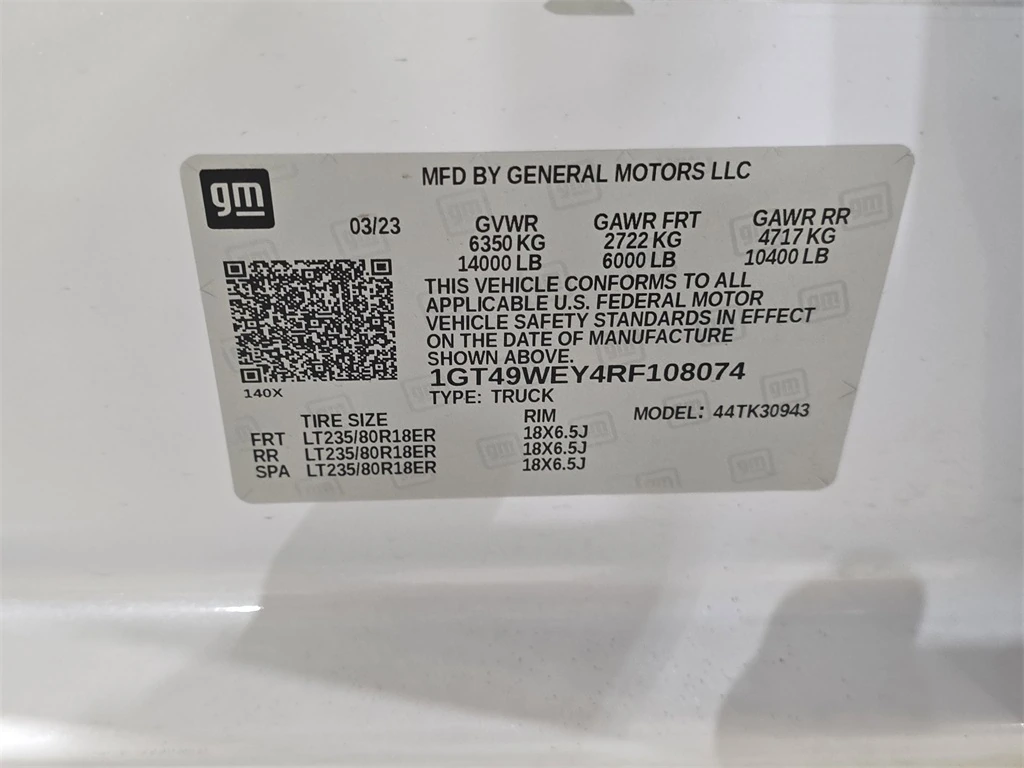 gm
MFD BY GENERAL MOTORS LLC
03/23 GVWR GAWR FRT GAWR RR
6350 KG 2722 KG 4717 KG
14000 LB 6000 LB 10400 LB
THIS VEHICLE CONFORMS TO ALL
APPLICABLE U.S. FEDERAL MOTOR
VEHICLE SAFETY STANDARDS IN EFFECT
ON THE DATE OF MANUFACTURE
SHOWN ABOVE.
1GT49WEY4RF108074
140X
TYPE: TRUCK
MODEL: 44TK30943
TIRE SIZE RIM
FRT LT235/80R18ER 18X6.5J
RR LT235/80R18ER 18X6.5J
SPA LT235/80R18ER 18X6.5J